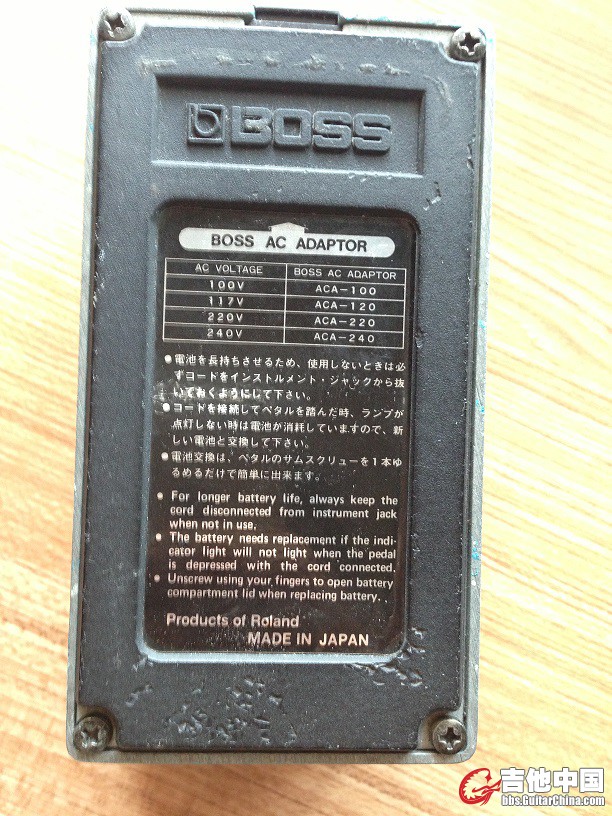 BOSS
BOSS AC ADAPTOR
AC VOLTAGE BOSS AC ADAPTOR
100V ACA-100
117V ACA-120
220V ACA-220
240V ACA-240
●電池を長持ちさせるため、使用しないときは必
ずコードをインストルメント・ジャックから抜
いておくようにして下さい。
●コードを接続してペタルを踏んだ時、ランプが
点灯しない時は電池が消耗していますので、新
しい電池と交換して下さい。
●電池交換は、ペタルのサムスクリューを1本ゆ
るめるだけで簡単に出来ます。
● For longer battery life, always keep the
cord disconnected from instrument jack
when not in use.
● The battery needs replacement if the indi-
cator light will not light when the pedal
is depressed with the cord connected.
● Unscrew using your fingers to open battery
compartment lid when replacing battery.
Products of Roland
MADE IN JAPAN
吉他中国
bbs.GuitarChina.com